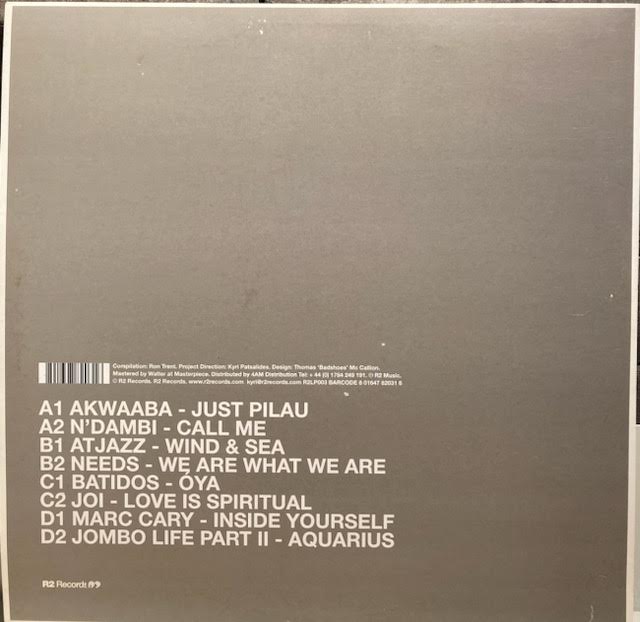 Compilation: Ron Trent. Project Direction: Kyri Patsalides. Design: Thomas 'Badshoes' Mc Callion.
Mastered by Walter at Masterpiece. Distributed by 4AM Distribution Tel: + 44 (0) 1754 249 191. ℗ R2 Music.
© R2 Records. R2 Records. www.r2records.com kyri@r2records.com R2LP003 BARCODE 8 01647 82031 6
A1 AKWAABA - JUST PILAU
A2 N'DAMBI - CALL ME
B1 ATJAZZ - WIND & SEA
B2 NEEDS - WE ARE WHAT WE ARE
C1 BATIDOS - ÓYA
C2 JOI - LOVE IS SPIRITUAL
D1 MARC CARY - INSIDE YOURSELF
D2 JOMBO LIFE PART II - AQUARIUS
R2 Records